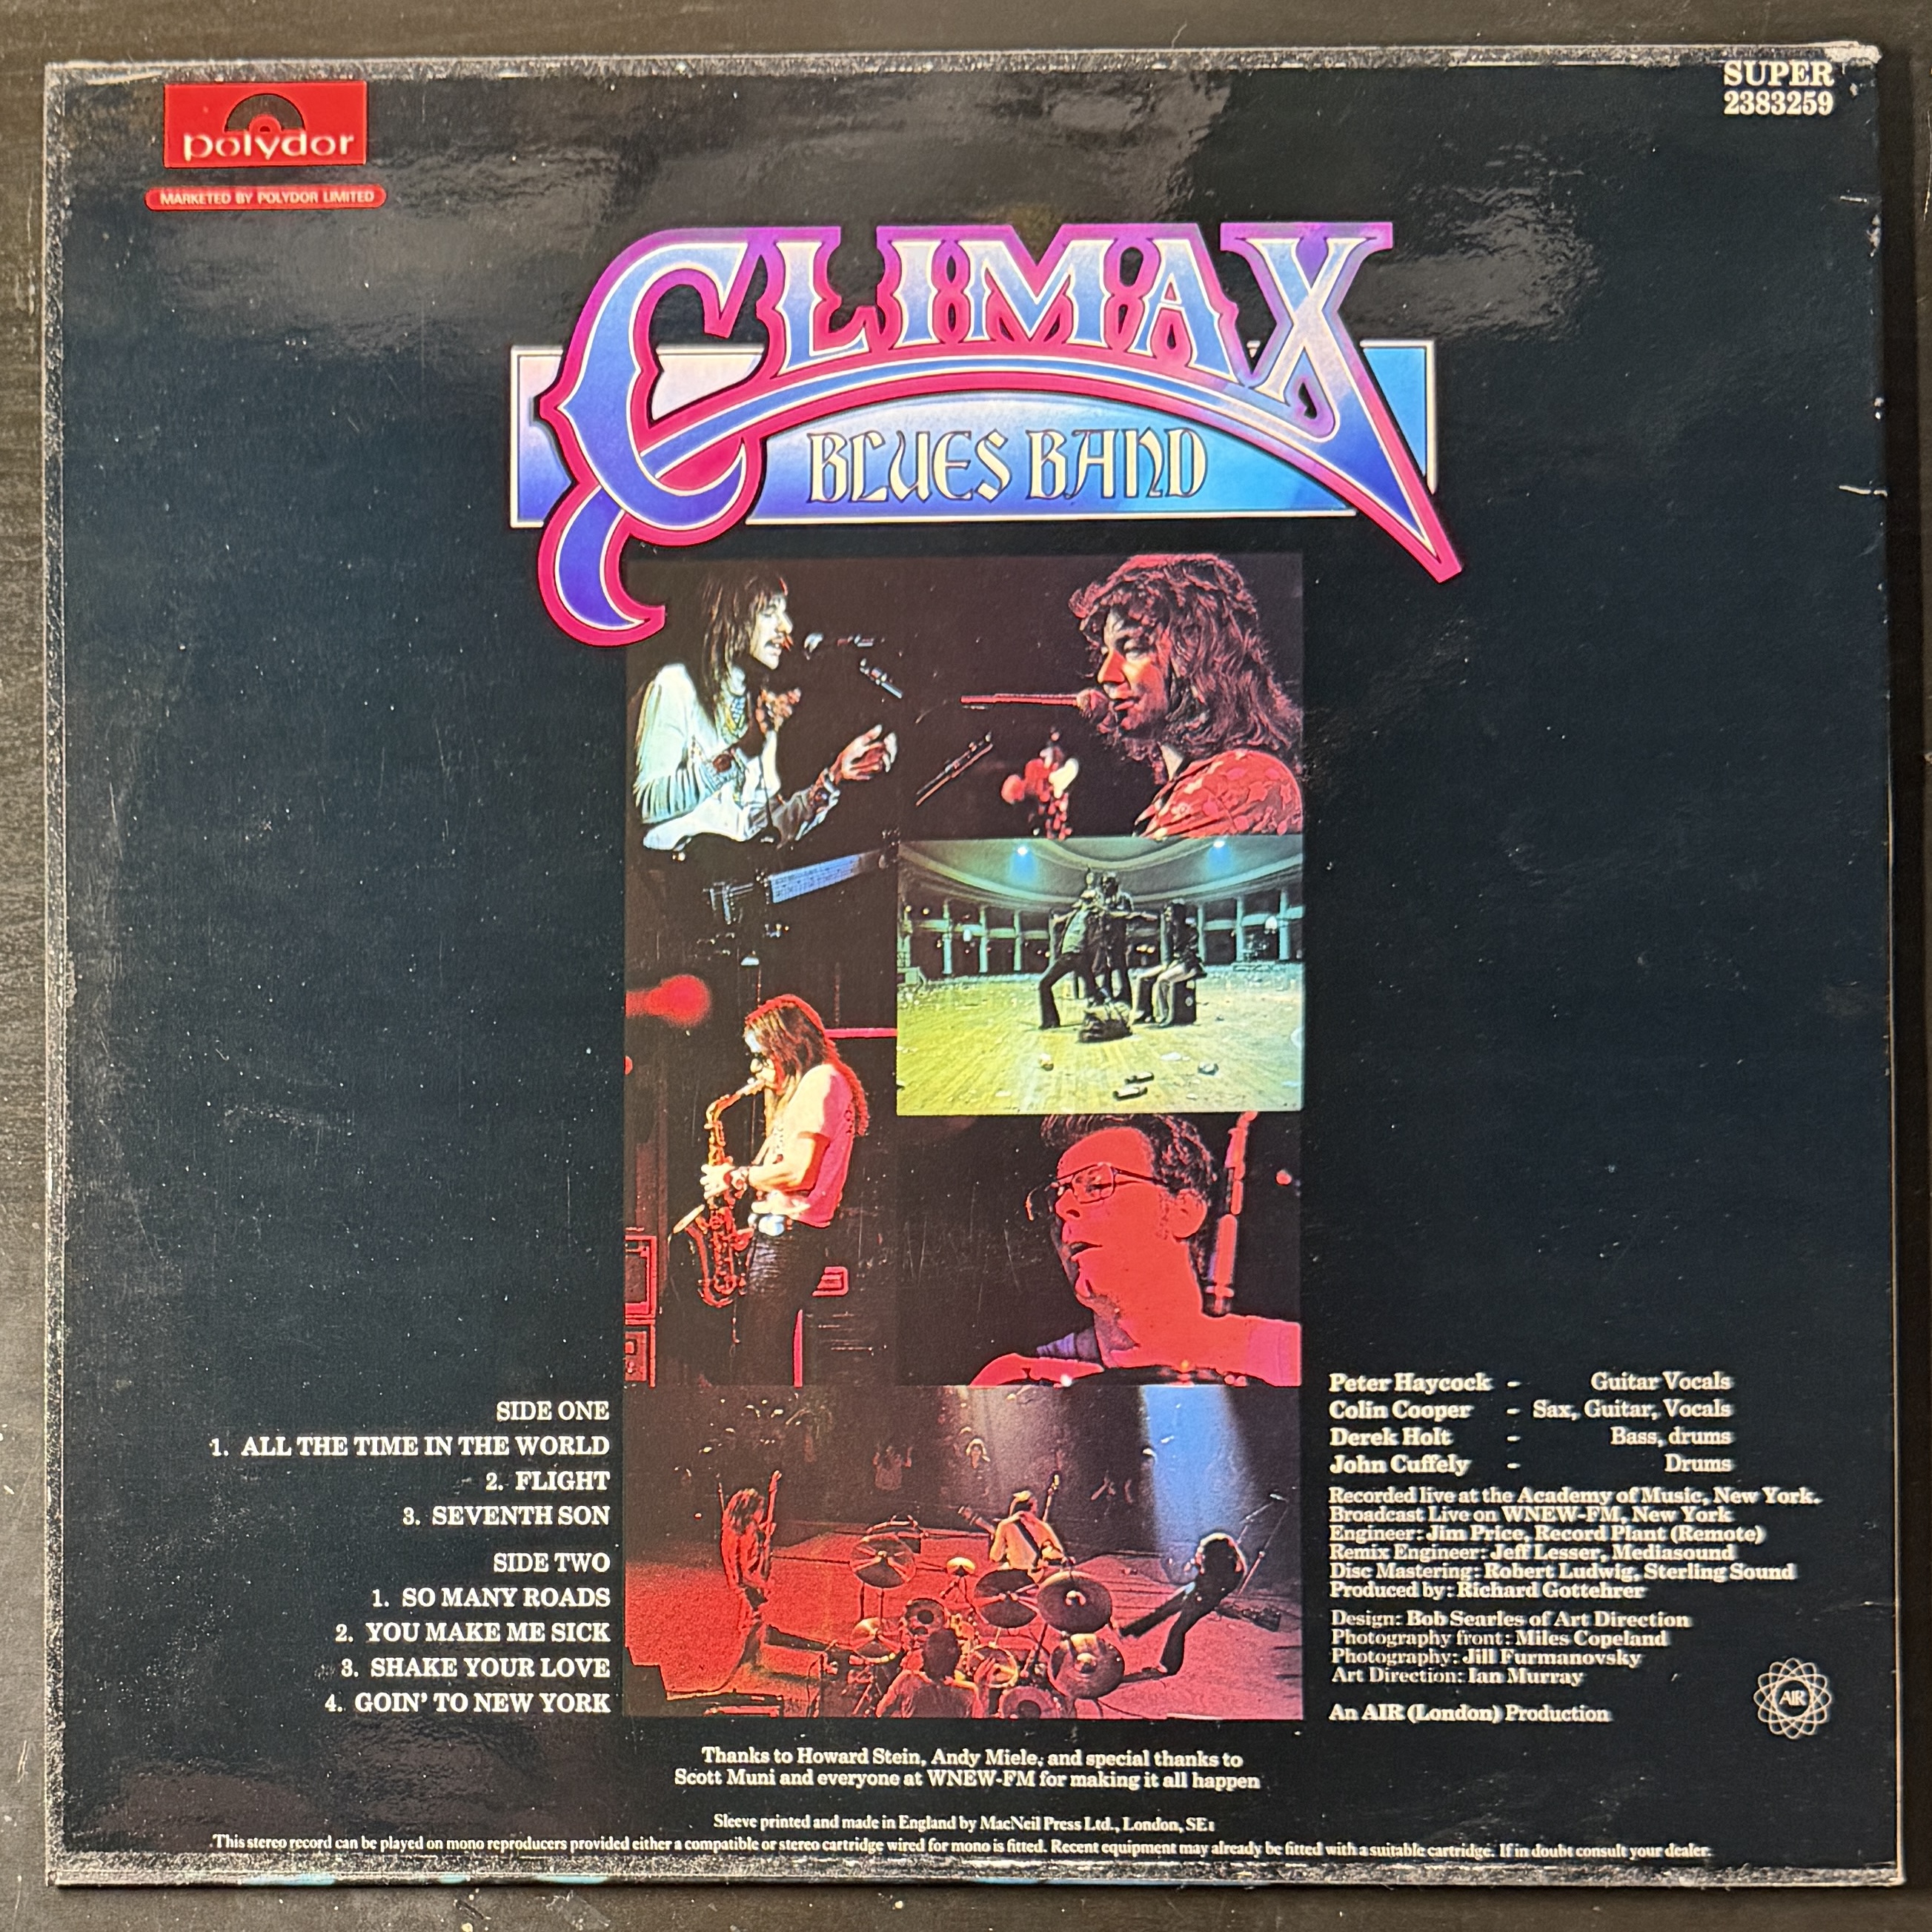 polydor
MARKETED BY POLYDOR LIMITED
SUPER
2383259
CLIMAX
BLUES BAND
SIDE ONE
1. ALL THE TIME IN THE WORLD
2. FLIGHT
3. SEVENTH SON
SIDE TWO
1. SO MANY ROADS
2. YOU MAKE ME SICK
3. SHAKE YOUR LOVE
4. GOIN' TO NEW YORK
Peter Haycock - Guitar Vocals
Colin Cooper - Sax, Guitar, Vocals
Derek Holt - Bass, drums
John Cuffely - Drums
Recorded live at the Academy of Music, New York.
Broadcast Live on WNEW-FM, New York
Engineer: Jim Price, Record Plant (Remote)
Remix Engineer: Jeff Lesser, Mediasound
Disc Mastering: Robert Ludwig, Sterling Sound
Produced by: Richard Gottehrer
Design: Bob Searles of Art Direction
Photography front: Miles Copeland
Photography: Jill Furmanovsky
Art Direction: Ian Murray
An AIR (London) Production
AIR
Thanks to Howard Stein, Andy Miele, and special thanks to
Scott Muni and everyone at WNEW-FM for making it all happen
Sleeve printed and made in England by MacNeil Press Ltd., London, SE1
This stereo record can be played on mono reproducers provided either a compatible or stereo cartridge wired for mono is fitted. Recent equipment may already be fitted with a suitable cartridge. If in doubt consult your dealer.